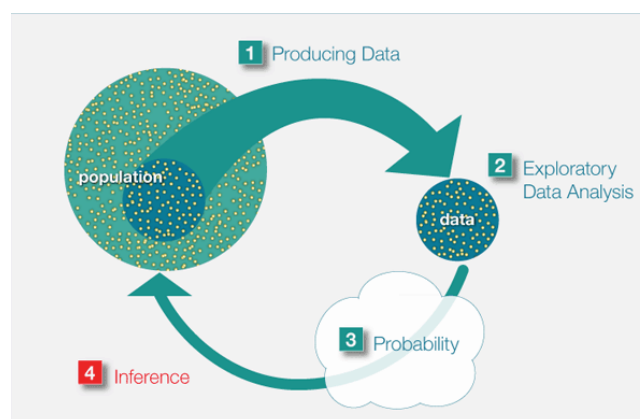 1 Producing Data
population
2 Exploratory
Data Analysis
data
3 Probability
4 Inference